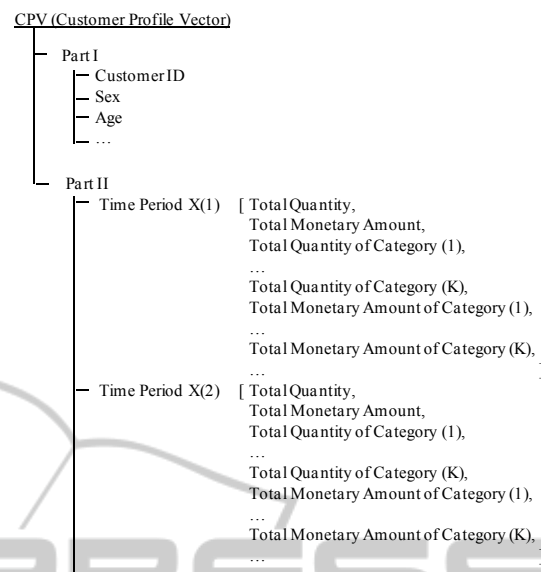 CPV (Customer Profile Vector)
Part I
Customer ID
Sex
Age
…
Part II
Time Period X(1) [ Total Quantity,
Total Monetary Amount,
Total Quantity of Category (1),
…
Total Quantity of Category (K),
Total Monetary Amount of Category (1),
…
Total Monetary Amount of Category (K),
… ]
Time Period X(2) [ Total Quantity,
Total Monetary Amount,
Total Quantity of Category (1),
…
Total Quantity of Category (K),
Total Monetary Amount of Category (1),
…
Total Monetary Amount of Category (K),
… ]